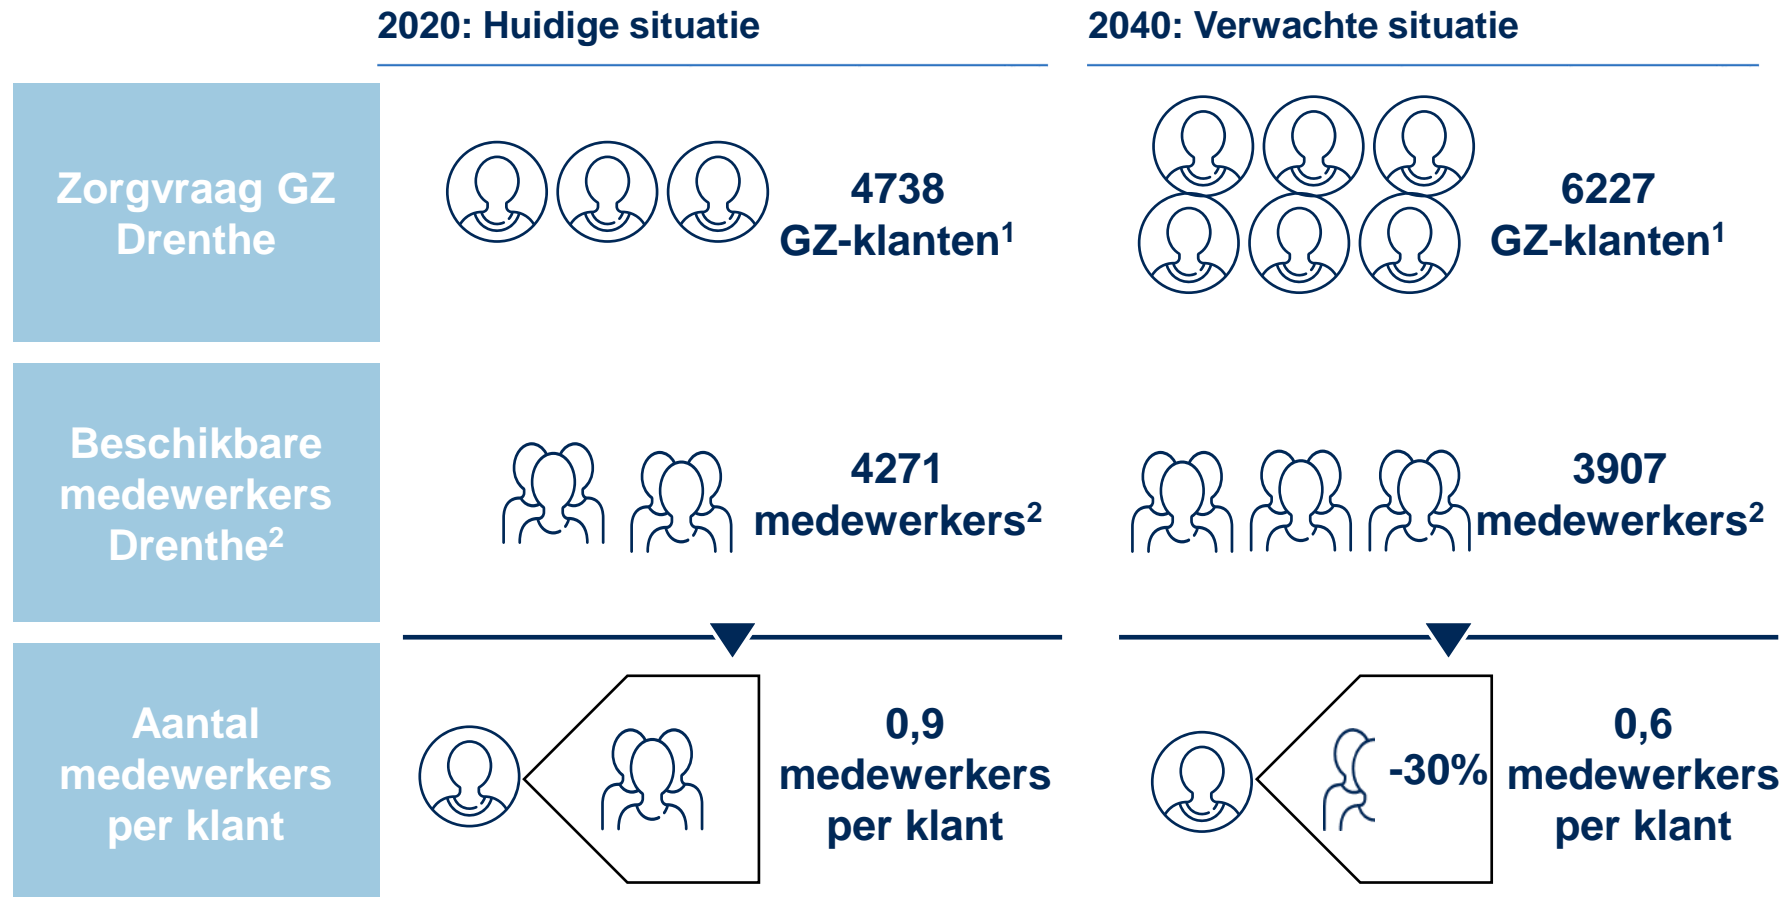 2020: Huidige situatie
2040: Verwachte situatie
Zorgvraag GZ
Drenthe
4738
GZ-klanten¹
6227
GZ-klanten¹
Beschikbare
medewerkers
Drenthe²
4271
medewerkers²
3907
medewerkers²
Aantal
medewerkers
per klant
0,9
medewerkers
per klant
-30%
0,6
medewerkers
per klant